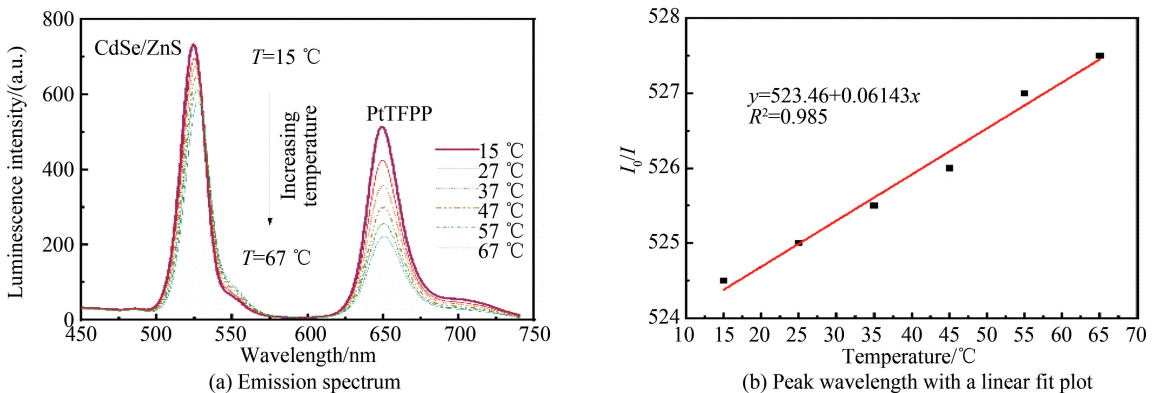 800
600
400
200
0
Luminescence intensity/(a.u.)
CdSe/ZnS
T=15 ℃
Increasing
temperature
T=67 ℃
PtTFPP
15 ℃
27 ℃
37 ℃
47 ℃
57 ℃
67 ℃
450 500 550 600 650 700 750
Wavelength/nm
(a) Emission spectrum
528
527
526
525
524
I₀/I
y=523.46+0.06143x
R²=0.985
10 15 20 25 30 35 40 45 50 55 60 65 70
Temperature/℃
(b) Peak wavelength with a linear fit plot